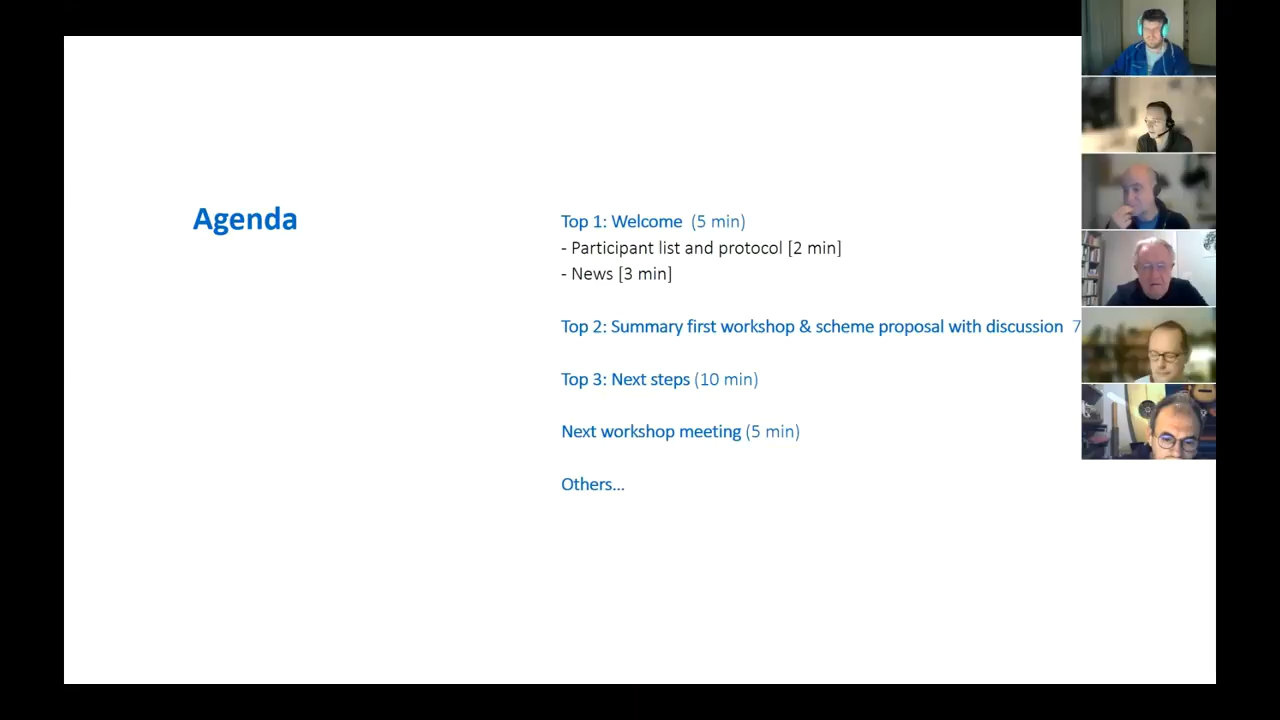 Agenda
Top 1: Welcome (5 min)
- Participant list and protocol [2 min]
- News [3 min]
Top 2: Summary first workshop & scheme proposal with discussion 7
Top 3: Next steps (10 min)
Next workshop meeting (5 min)
Others...